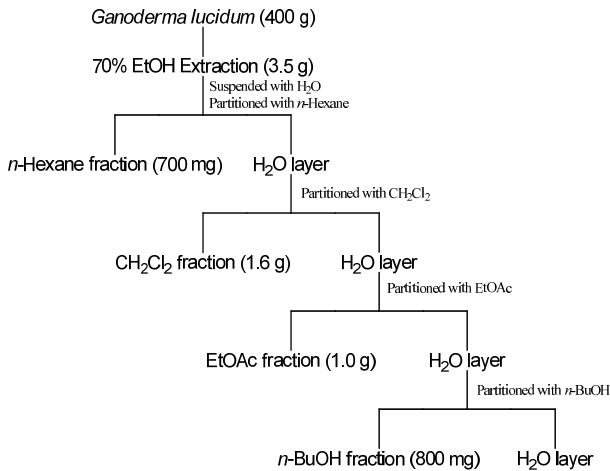 Ganoderma lucidum (400 g)
70% EtOH Extraction (3.5 g)
Suspended with H2O
Partitioned with n-Hexane
n-Hexane fraction (700 mg) H2O layer
Partitioned with CH2Cl2
CH2Cl2 fraction (1.6 g) H2O layer
Partitioned with EtOAc
EtOAc fraction (1.0 g) H2O layer
Partitioned with n-BuOH
n-BuOH fraction (800 mg) H2O layer